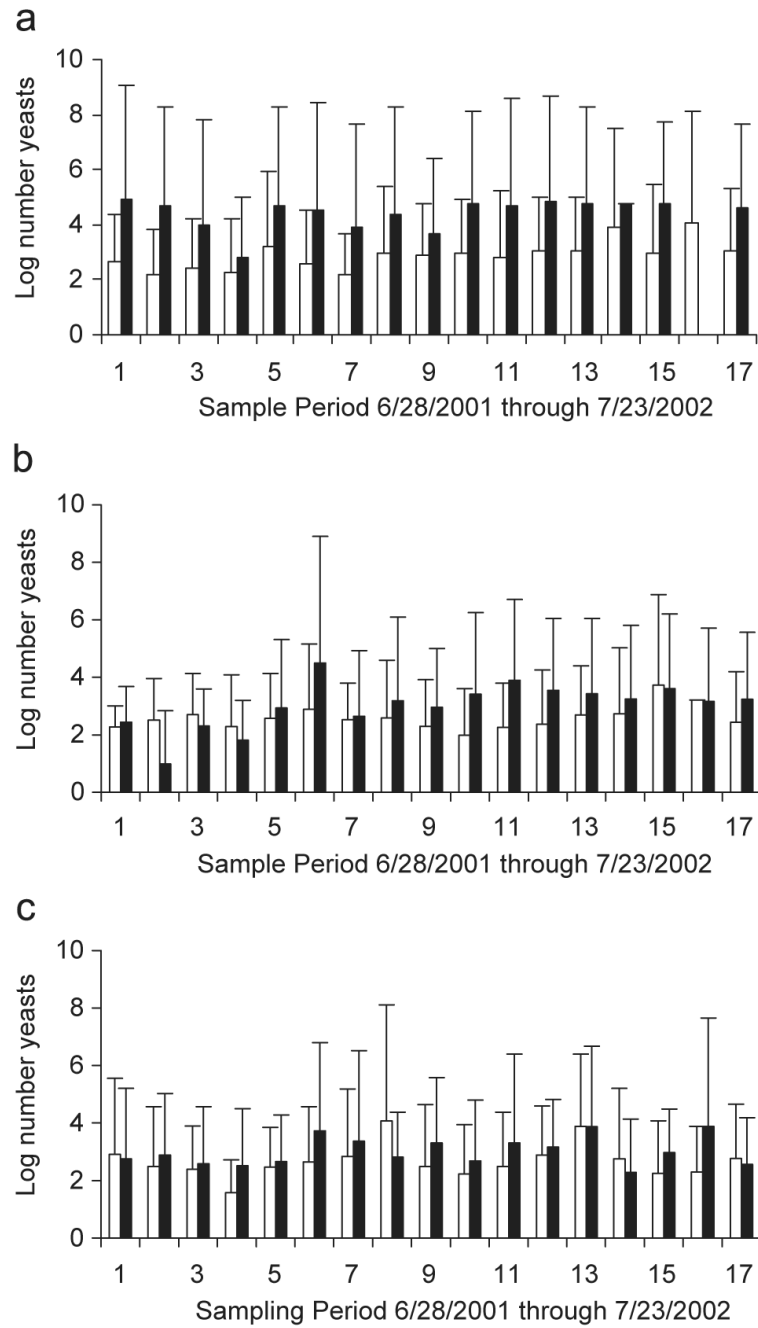 a
Log number yeasts
10
8
6
4
2
0
1 3 5 7 9 11 13 15 17
Sample Period 6/28/2001 through 7/23/2002
b
Log number yeasts
10
8
6
4
2
0
1 3 5 7 9 11 13 15 17
Sample Period 6/28/2001 through 7/23/2002
c
Log number yeasts
10
8
6
4
2
0
1 3 5 7 9 11 13 15 17
Sampling Period 6/28/2001 through 7/23/2002